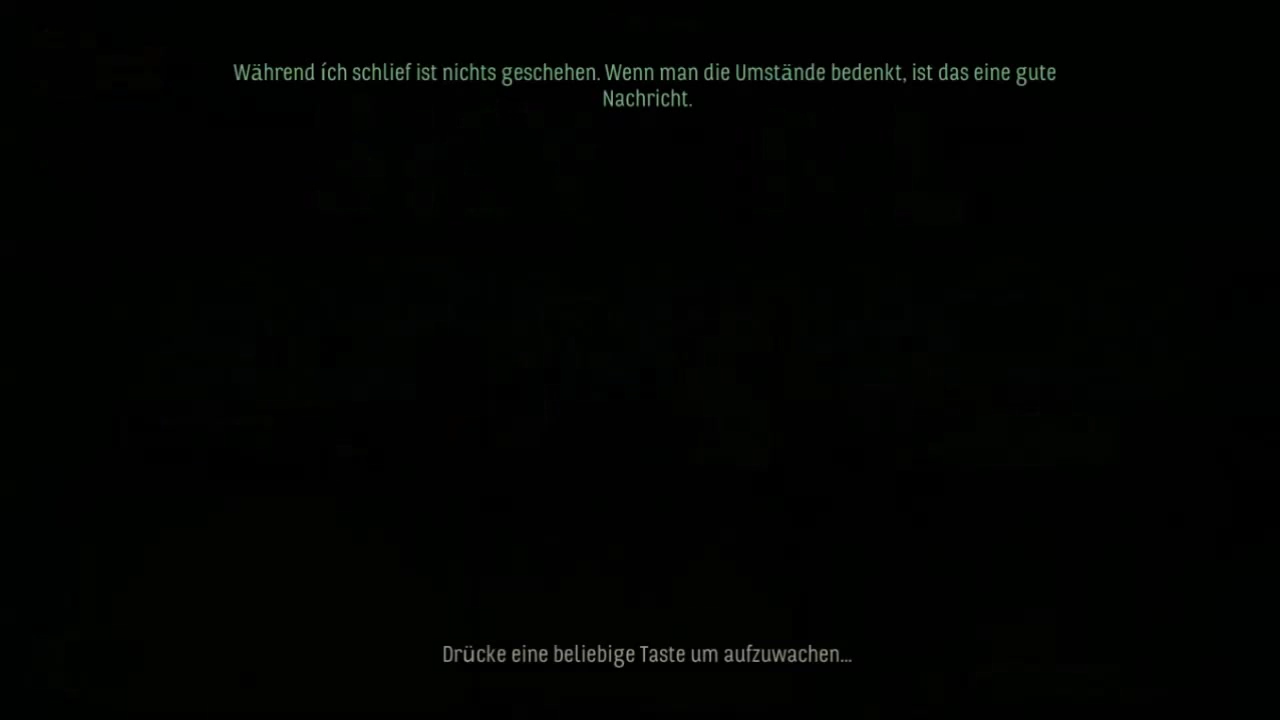 Während ích schlief ist nichts geschehen. Wenn man die Umstände bedenkt, ist das eine gute
Nachricht.
Drücke eine beliebige Taste um aufzuwachen...